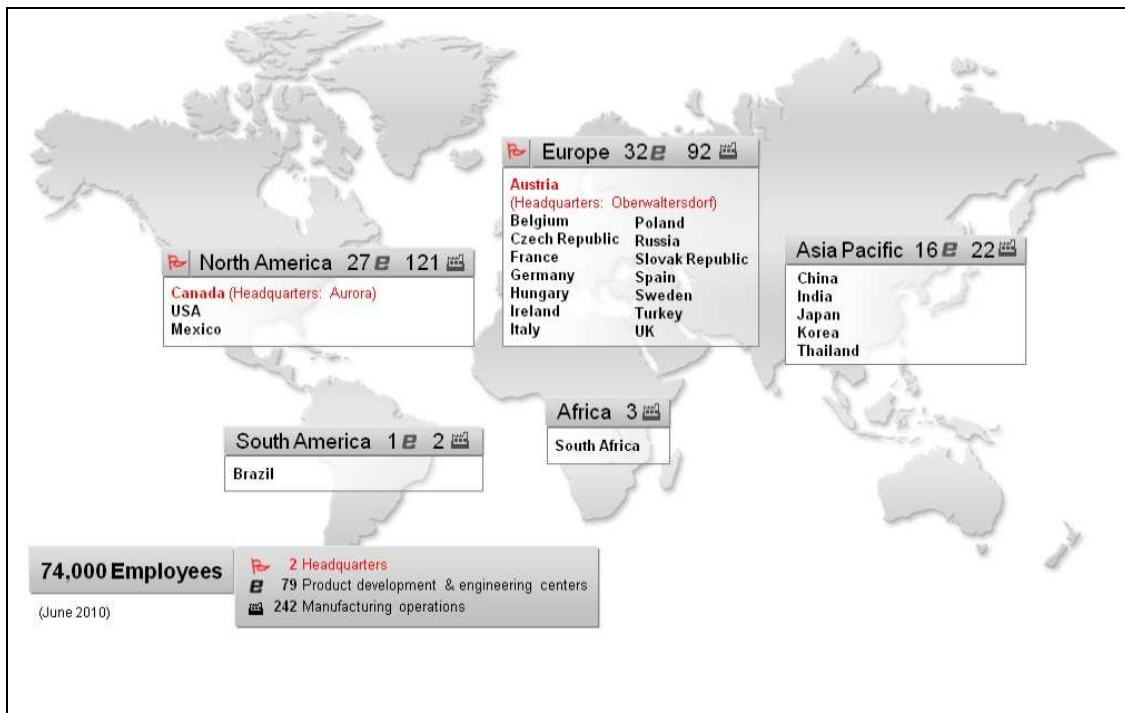 Europe 32 e 92
Austria
(Headquarters: Oberwaltersdorf)
Belgium
Czech Republic
France
Germany
Hungary
Ireland
Italy
Poland
Russia
Slovak Republic
Spain
Sweden
Turkey
UK
North America 27 e 121
Canada (Headquarters: Aurora)
USA
Mexico
Asia Pacific 16 e 22
China
India
Japan
Korea
Thailand
South America 1 e 2
Brazil
Africa 3
South Africa
74,000 Employees
(June 2010)
2 Headquarters
e 79 Product development & engineering centers
242 Manufacturing operations